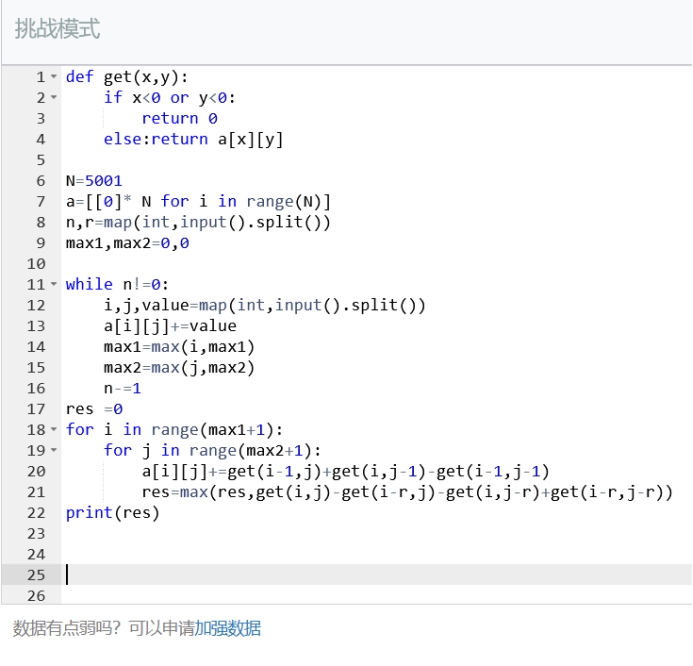 挑战模式
1 def get(x,y):
2     if x<0 or y<0:
3         return 0
4     else:return a[x][y]
5
6 N=5001
7 a=[[0]* N for i in range(N)]
8 n,r=map(int,input().split())
9 max1,max2=0,0
10
11 while n!=0:
12     i,j,value=map(int,input().split())
13     a[i][j]+=value
14     max1=max(i,max1)
15     max2=max(j,max2)
16     n-=1
17 res =0
18 for i in range(max1+1):
19     for j in range(max2+1):
20         a[i][j]+=get(i-1,j)+get(i,j-1)-get(i-1,j-1)
21         res=max(res,get(i,j)-get(i-r,j)-get(i,j-r)+get(i-r,j-r))
22 print(res)
23
24
25
26
数据有点弱吗？可以申请加强数据